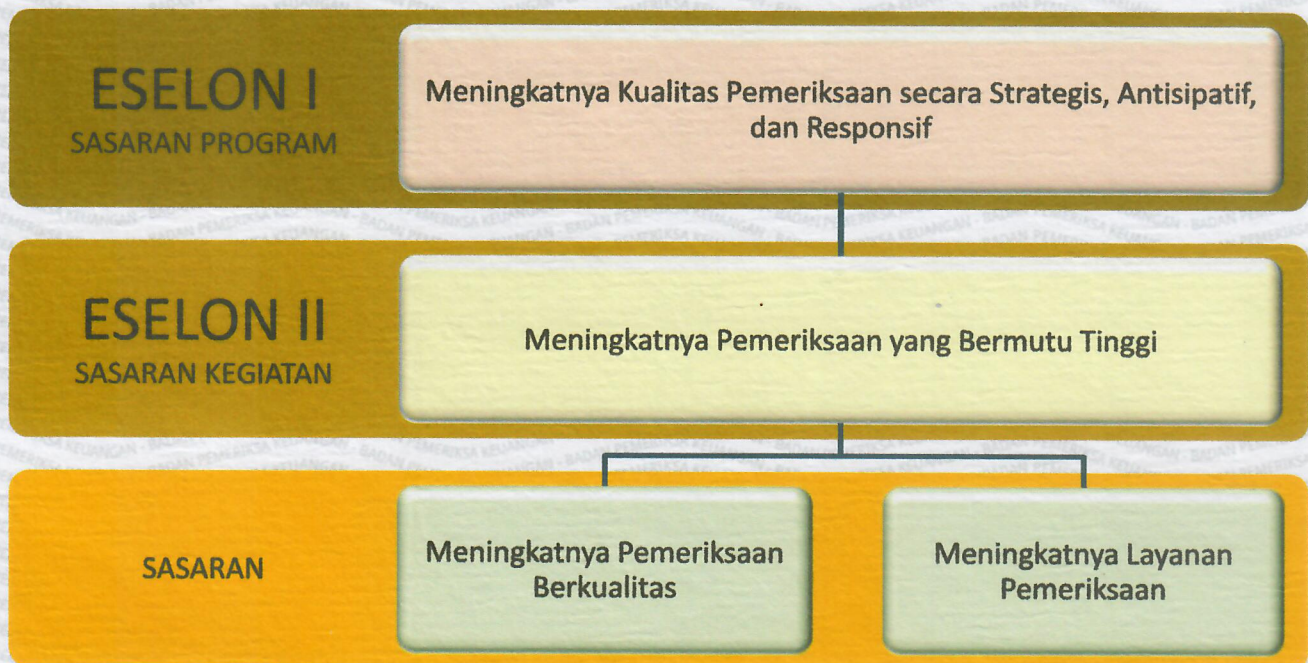 ESELON I
SASARAN PROGRAM
Meningkatnya Kualitas Pemeriksaan secara Strategis, Antisipatif,
dan Responsif
ESELON II
SASARAN KEGIATAN
Meningkatnya Pemeriksaan yang Bermutu Tinggi
SASARAN
Meningkatnya Pemeriksaan
Berkualitas
Meningkatnya Layanan
Pemeriksaan